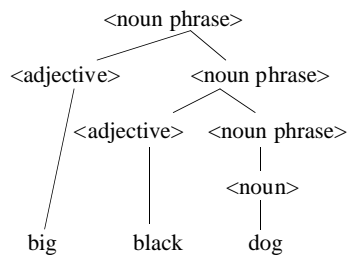 <noun phrase>
<adjective> <noun phrase>
<adjective> <noun phrase>
<noun>
big black dog